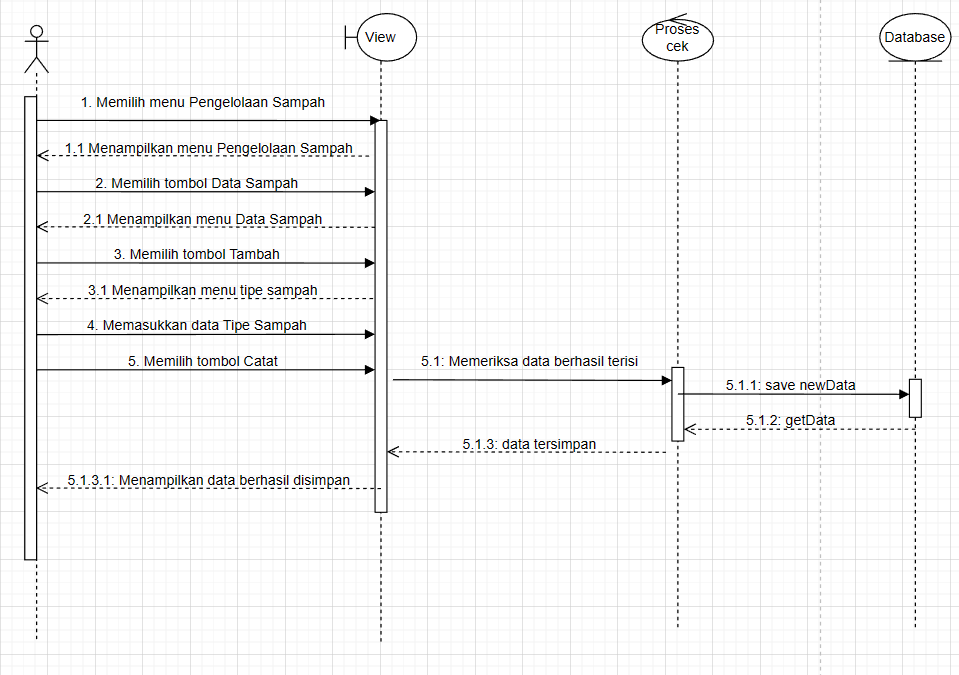 View
Proses
cek
Database
1. Memilih menu Pengelolaan Sampah
1.1 Menampilkan menu Pengelolaan Sampah
2. Memilih tombol Data Sampah
2.1 Menampilkan menu Data Sampah
3. Memilih tombol Tambah
3.1 Menampilkan menu tipe sampah
4. Memasukkan data Tipe Sampah
5. Memilih tombol Catat
5.1: Memeriksa data berhasil terisi
5.1.1: save newData
5.1.2: getData
5.1.3: data tersimpan
5.1.3.1: Menampilkan data berhasil disimpan